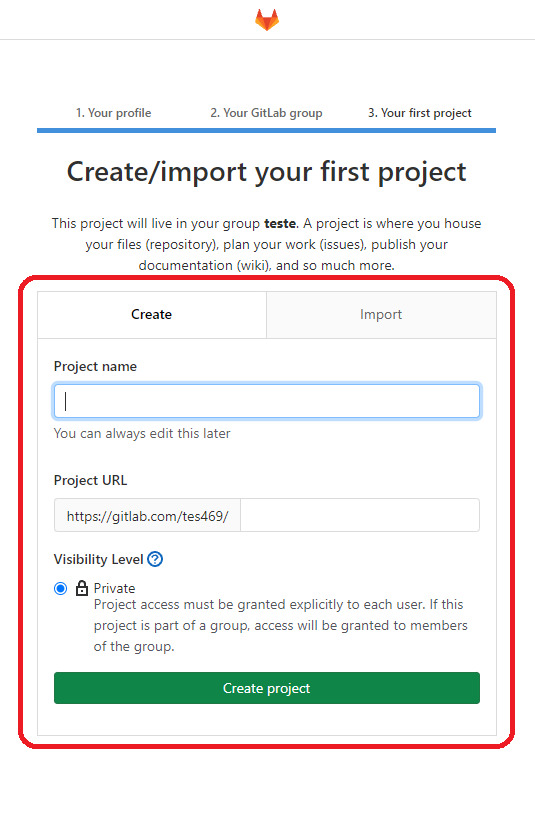 1. Your profile 2. Your GitLab group 3. Your first project
Create/import your first project
This project will live in your group teste. A project is where you house
your files (repository), plan your work (issues), publish your
documentation (wiki), and so much more.
Create Import
Project name
You can always edit this later
Project URL
https://gitlab.com/tes469/
Visibility Level ?
Private
Project access must be granted explicitly to each user. If this
project is part of a group, access will be granted to members
of the group.
Create project